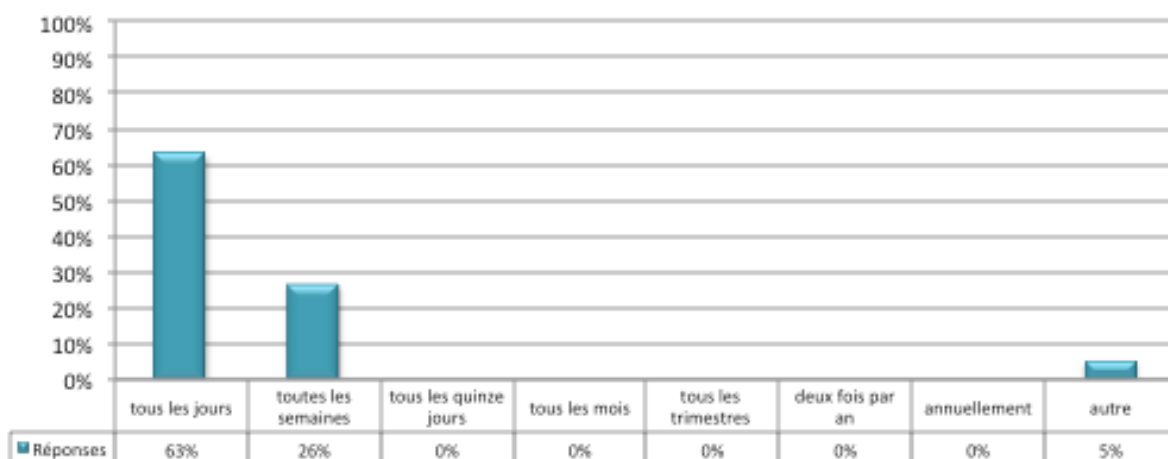 100%
90%
80%
70%
60%
50%
40%
30%
20%
10%
0%
tous les jours
toutes les
semaines
tous les quinze
jours
tous les mois
tous les
trimestres
deux fois par
an
annuellement
autre
Réponses 63% 26% 0% 0% 0% 0% 0% 5%